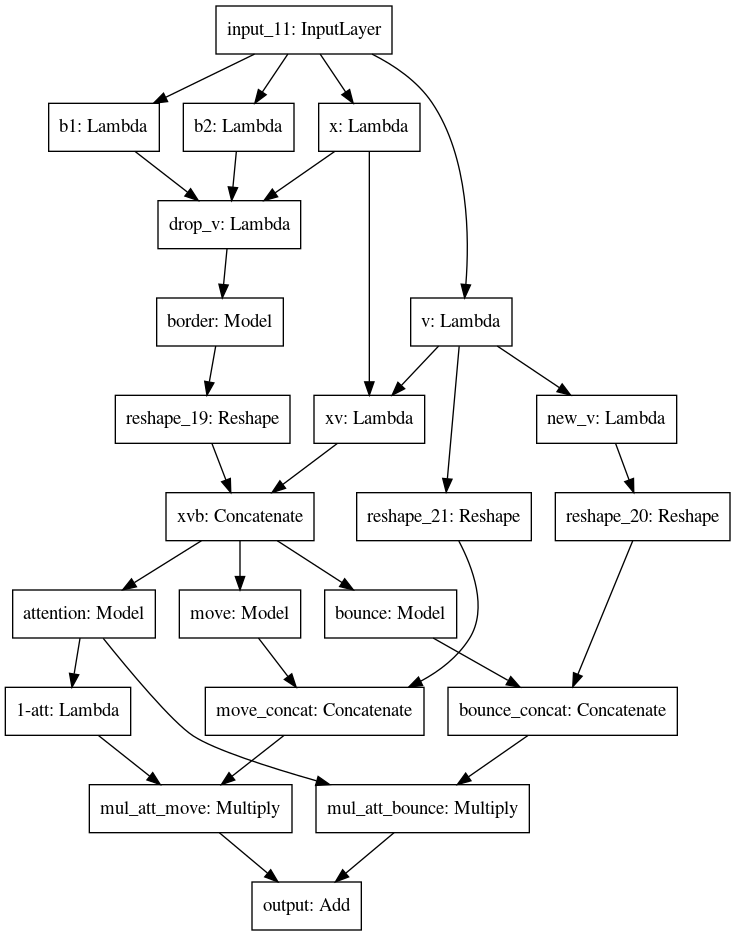 input_11: InputLayer
b1: Lambda
b2: Lambda
x: Lambda
drop_v: Lambda
border: Model
v: Lambda
reshape_19: Reshape
xv: Lambda
new_v: Lambda
xvb: Concatenate
reshape_21: Reshape
reshape_20: Reshape
attention: Model
move: Model
bounce: Model
1-att: Lambda
move_concat: Concatenate
bounce_concat: Concatenate
mul_att_move: Multiply
mul_att_bounce: Multiply
output: Add